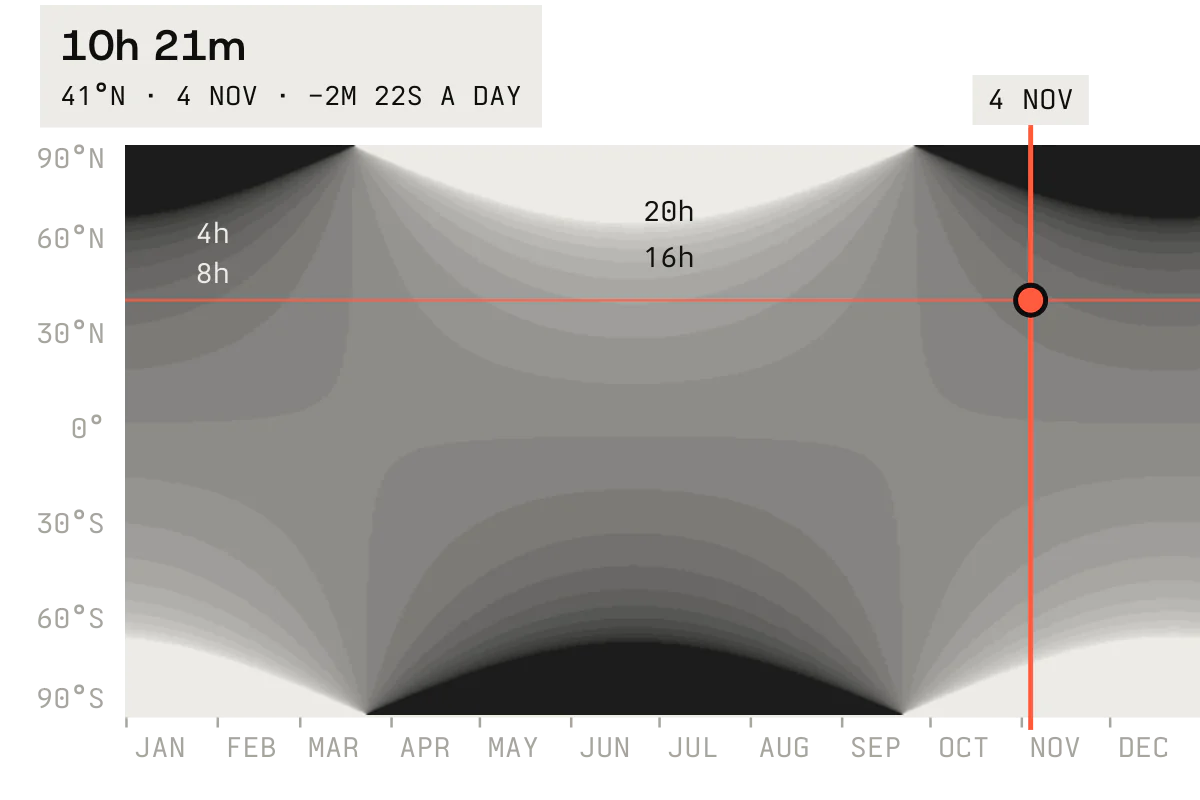 10h 21m
41°N · 4 NOV · −2M 22S A DAY
4 NOV
90°N
20h
4h
60°N
16h
8h
30°N
0°
30°S
60°S
90°S
JAN FEB MAR APR MAY JUN JUL AUG SEP OCT NOV DEC